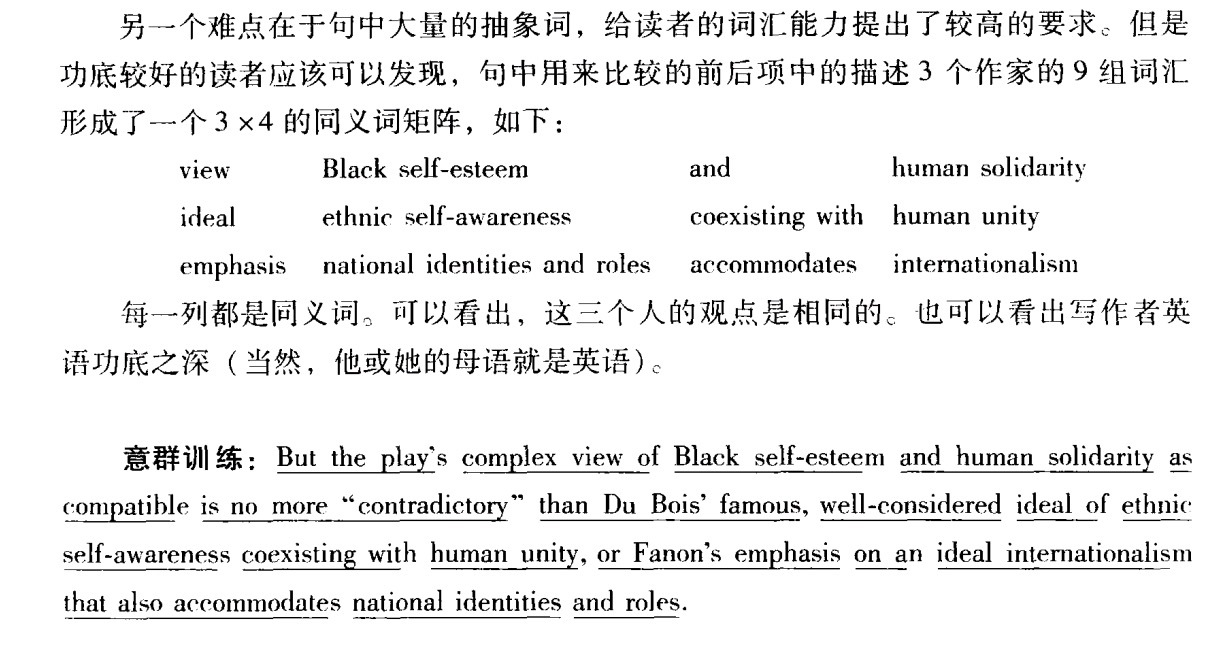 另一个难点在于句中大量的抽象词，给读者的词汇能力提出了较高的要求。但是
功底较好的读者应该可以发现，句中用来比较的前后项中的描述 3 个作家的 9 组词汇
形成了一个 3 ×4 的同义词矩阵，如下：
view Black self-esteem and human solidarity
ideal ethnic self-awareness coexisting with human unity
emphasis national identities and roles accommodates internationalism
每一列都是同义词。可以看出，这三个人的观点是相同的。也可以看出写作者英
语功底之深（当然，他或她的母语就是英语）。
意群训练：But the play's complex view of Black self-esteem and human solidarity as
compatible is no more “contradictory” than Du Bois' famous, well-considered ideal of ethnic
self-awareness coexisting with human unity, or Fanon's emphasis on an ideal internationalism
that also accommodates national identities and roles.